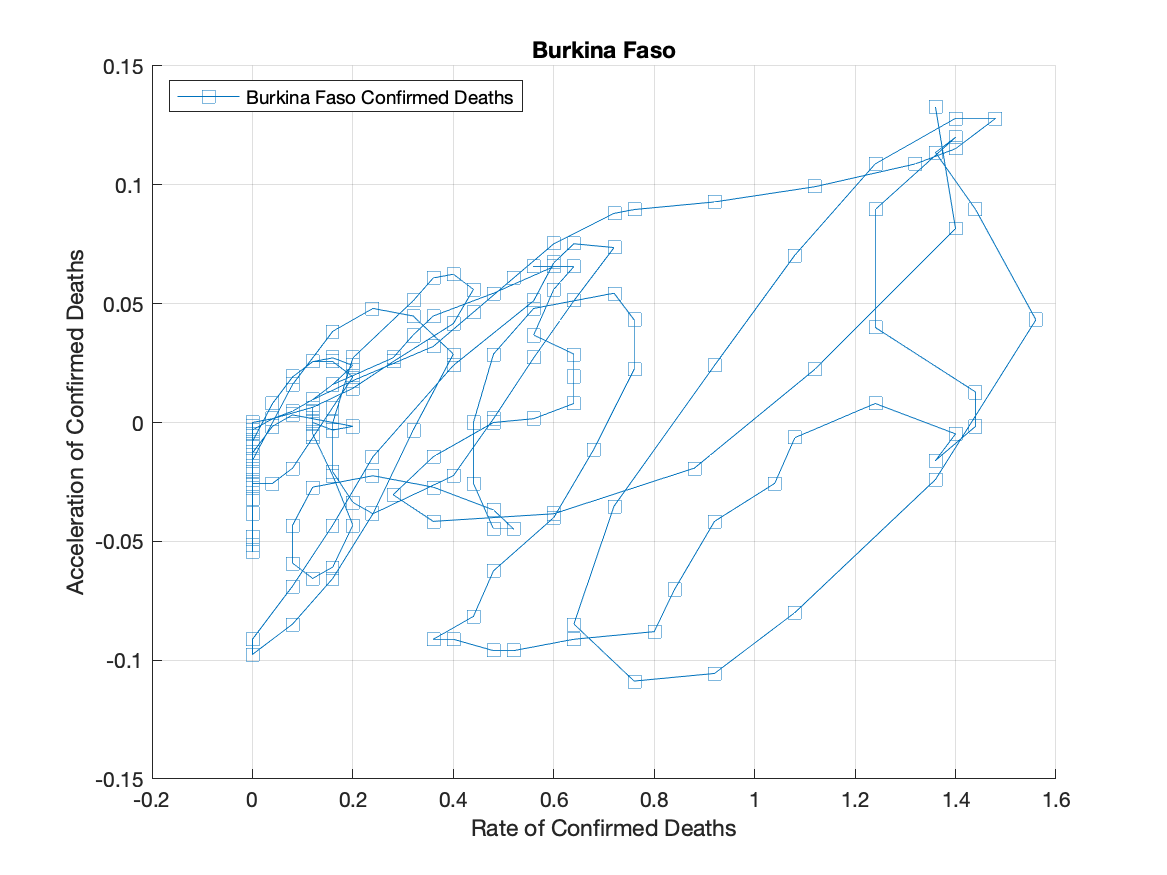 Burkina Faso
0.15
Burkina Faso Confirmed Deaths
0.1
0.05
0
-0.05
-0.1
-0.15
Acceleration of Confirmed Deaths
-0.2 0 0.2 0.4 0.6 0.8 1 1.2 1.4 1.6
Rate of Confirmed Deaths